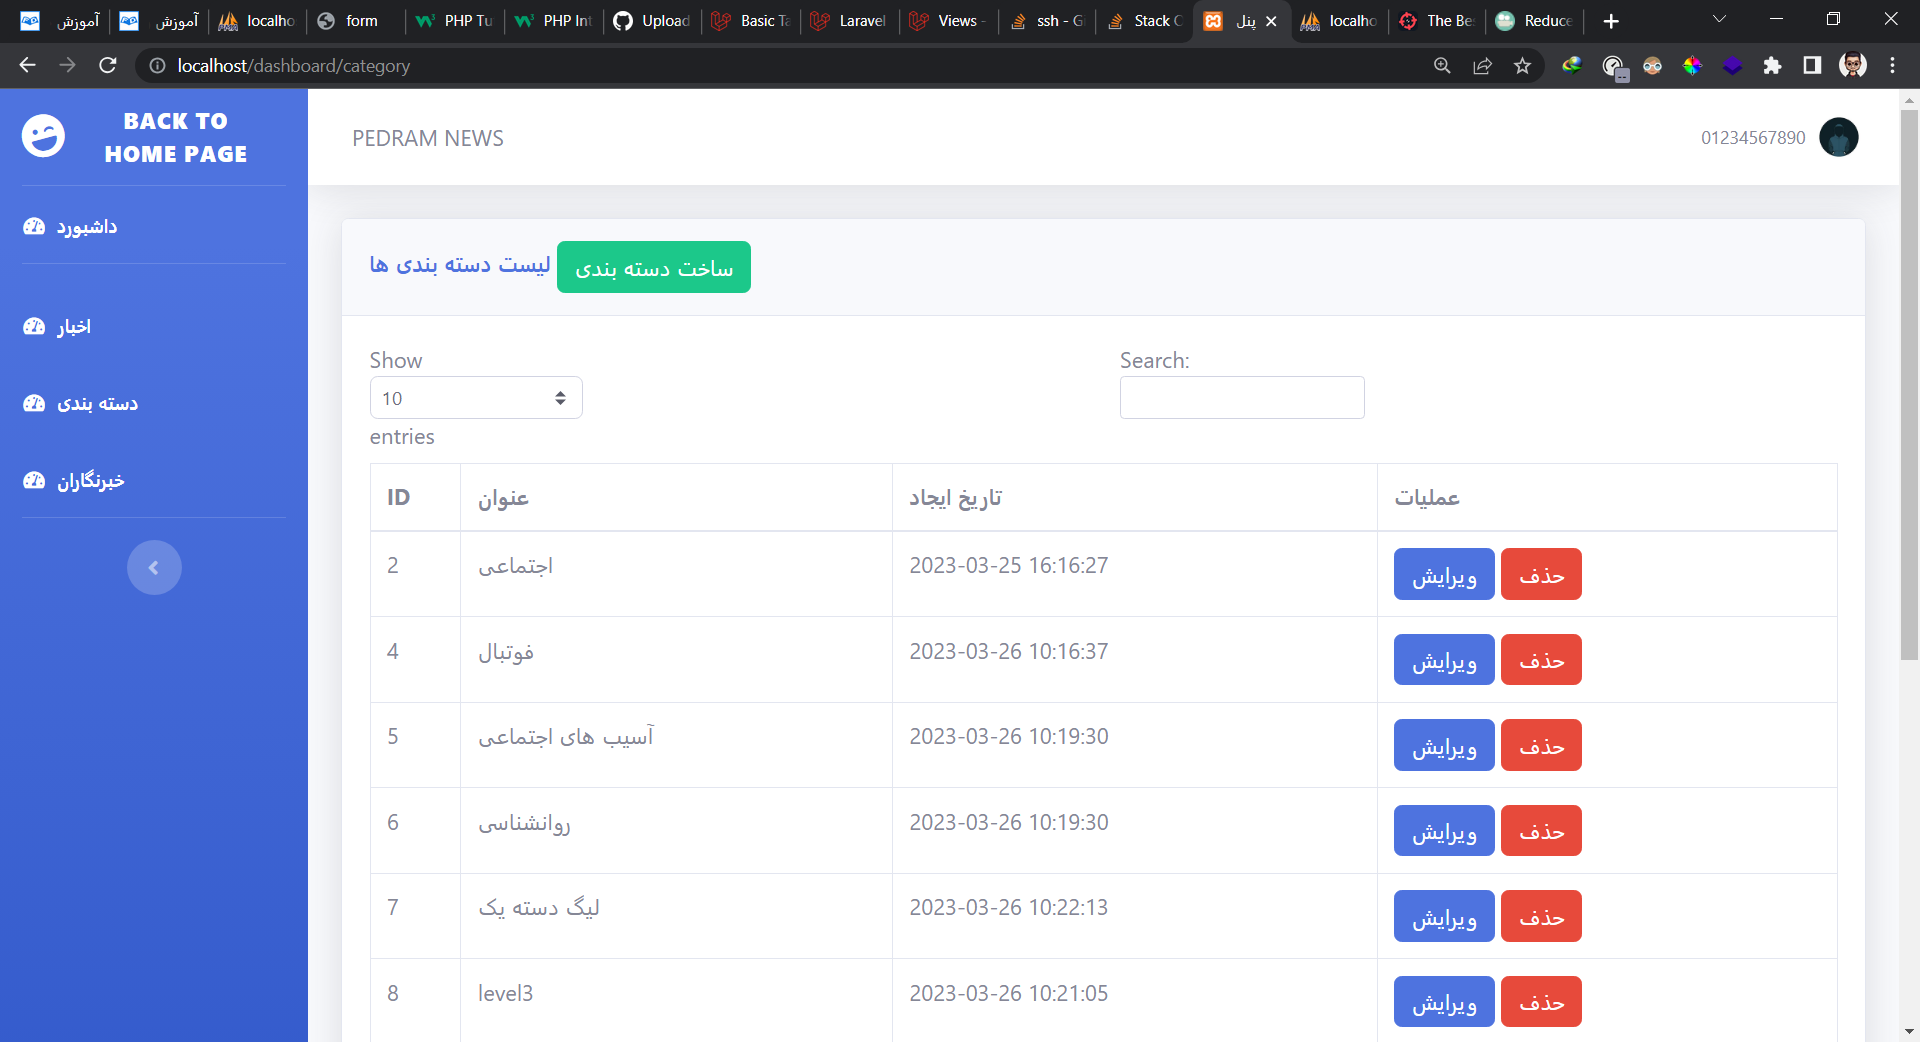 آموزش
آموزش
localho
form
PHP Tu
PHP Int
Upload
Basic Ta
Laravel
Views -
ssh - Gi
Stack O
پنل
localho
The Be
Reduce
localhost/dashboard/category
BACK TO
HOME PAGE
PEDRAM NEWS
01234567890
داشبورد
اخبار
دسته بندی
خبرنگاران
لیست دسته بندی ها ساخت دسته بندی
Show
10
entries
Search:
ID عنوان تاریخ ایجاد عملیات
2 اجتماعی 2023-03-25 16:16:27 ویرایش حذف
4 فوتبال 2023-03-26 10:16:37 ویرایش حذف
5 آسیب های اجتماعی 2023-03-26 10:19:30 ویرایش حذف
6 روانشناسی 2023-03-26 10:19:30 ویرایش حذف
7 لیگ دسته یک 2023-03-26 10:22:13 ویرایش حذف
8 level3 2023-03-26 10:21:05 ویرایش حذف